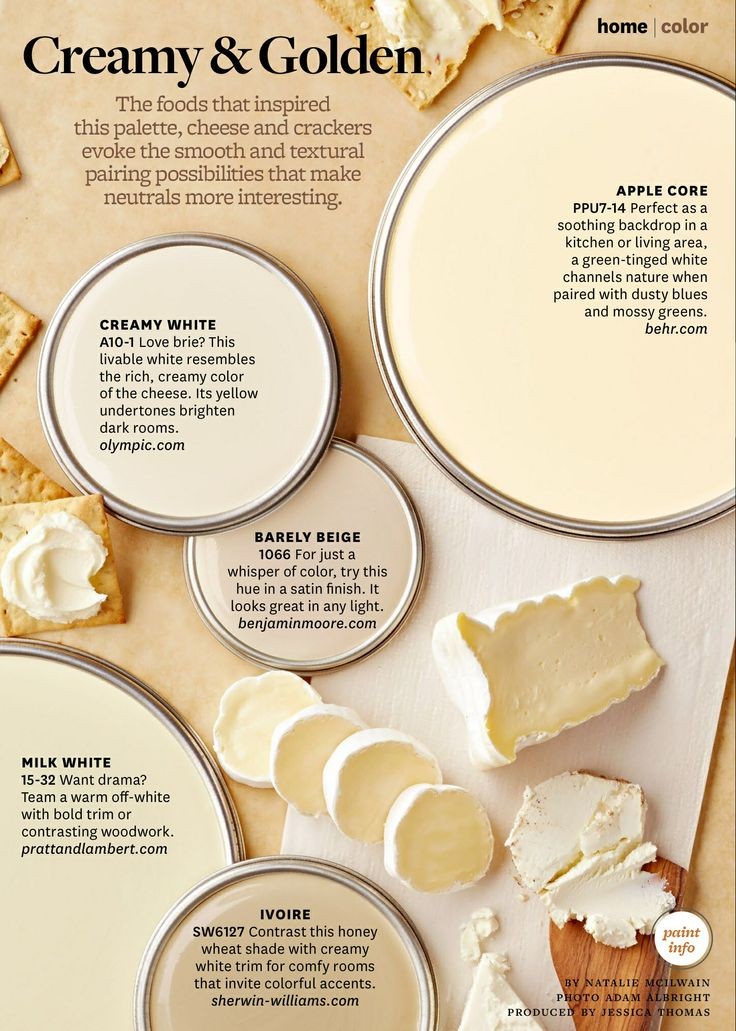 home | color
Creamy & Golden
The foods that inspired
this palette, cheese and crackers
evoke the smooth and textural
pairing possibilities that make
neutrals more interesting.
APPLE CORE
PPU7-14 Perfect as a
soothing backdrop in a
kitchen or living area,
a green-tinged white
channels nature when
paired with dusty blues
and mossy greens.
behr.com
CREAMY WHITE
A10-1 Love brie? This
livable white resembles
the rich, creamy color
of the cheese. Its yellow
undertones brighten
dark rooms.
olympic.com
BARELY BEIGE
1066 For just a
whisper of color, try this
hue in a satin finish. It
looks great in any light.
benjaminmoore.com
MILK WHITE
15-32 Want drama?
Team a warm off-white
with bold trim or
contrasting woodwork.
prattandlambert.com
IVOIRE
SW6127 Contrast this honey
wheat shade with creamy
white trim for comfy rooms
that invite colorful accents.
sherwin-williams.com
paint
info
BY NATALIE MCILWAIN
PHOTO ADAM ALBRIGHT
PRODUCED BY JESSICA THOMAS